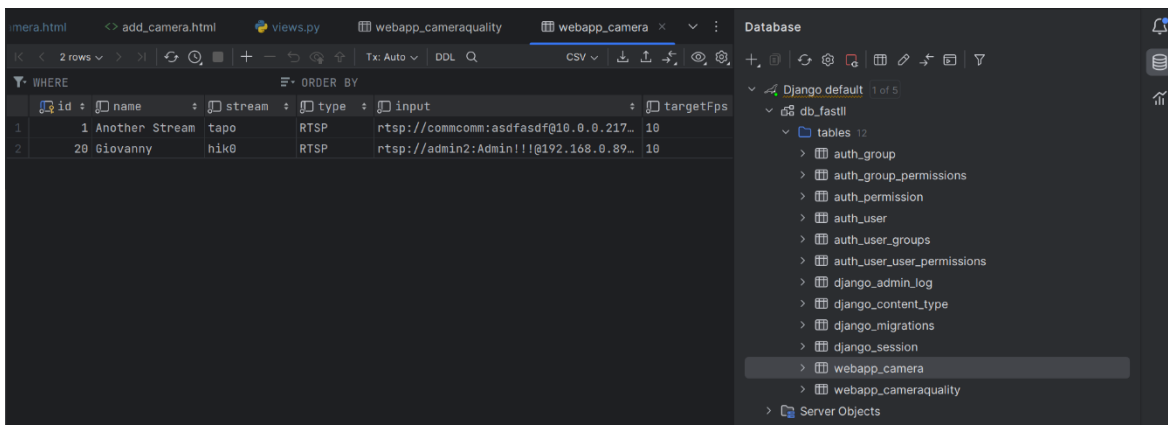 mera.html <> add_camera.html views.py webapp_cameraquality webapp_camera Database
2 rows Tx: Auto DDL CSV
WHERE ORDER BY
id name stream type input targetFps
1 1 Another Stream tapo RTSP rtsp://commcomm:asdfasdf@10.0.0.217… 10
2 20 Giovanny hik0 RTSP rtsp://admin2:Admin!!!@192.168.0.89… 10
Django default 1 of 5
db_fastll
tables 12
auth_group
auth_group_permissions
auth_permission
auth_user
auth_user_groups
auth_user_user_permissions
django_admin_log
django_content_type
django_migrations
django_session
webapp_camera
webapp_cameraquality
Server Objects